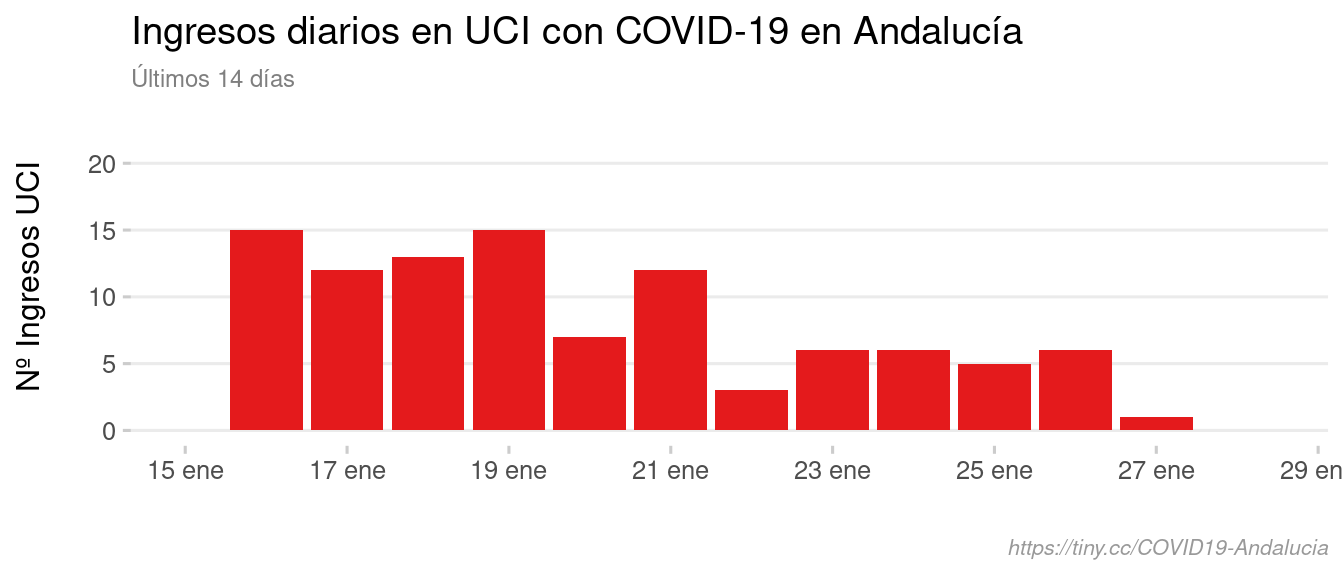 Ingresos diarios en UCI con COVID-19 en Andalucía
Últimos 14 días
Nº Ingresos UCI
20
15
10
5
0
15 ene 17 ene 19 ene 21 ene 23 ene 25 ene 27 ene 29 en
https://tiny.cc/COVID19-Andalucia